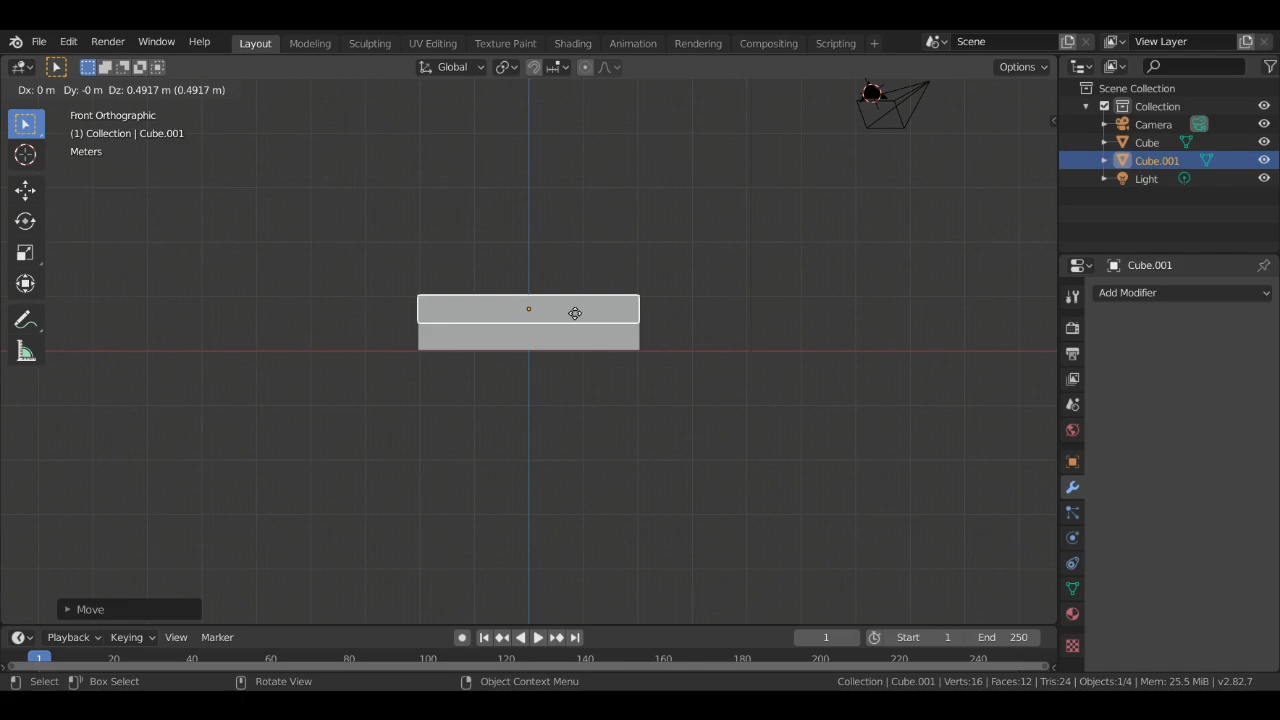 File Edit Render Window Help Layout Modeling Sculpting UV Editing Texture Paint Shading Animation Rendering Compositing Scripting + Scene View Layer
Global Options
Dx: 0 m Dy: -0 m Dz: 0.4917 m (0.4917 m)
Front Orthographic
(1) Collection | Cube.001
Meters
Scene Collection
Collection
Camera
Cube
Cube.001
Light
Cube.001
Add Modifier
Move
Playback Keying View Marker 1 Start 1 End 250
1 20 40 60 80 100 120 140 160 180 200 220 240
Select Box Select Rotate View Object Context Menu Collection | Cube.001 | Verts:16 | Faces:12 | Tris:24 | Objects:1/4 | Mem: 25.5 MiB | v2.82.7